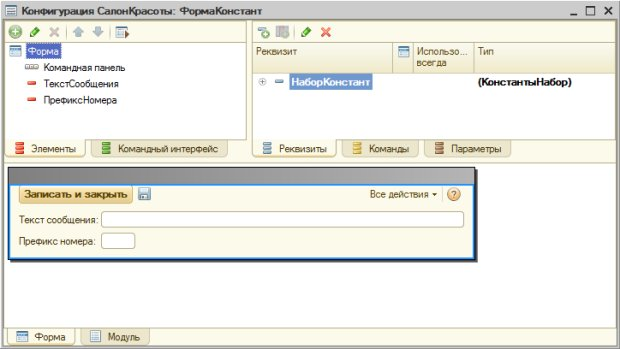 Конфигурация СалонКрасоты: ФормаКонстант
Форма
Командная панель
ТекстСообщения
ПрефиксНомера
Элементы
Командный интерфейс
Реквизит
Использо...
всегда
Тип
НаборКонстант
(КонстантыНабор)
Реквизиты
Команды
Параметры
Записать и закрыть
Все действия
?
Текст сообщения:
Префикс номера:
Форма
Модуль